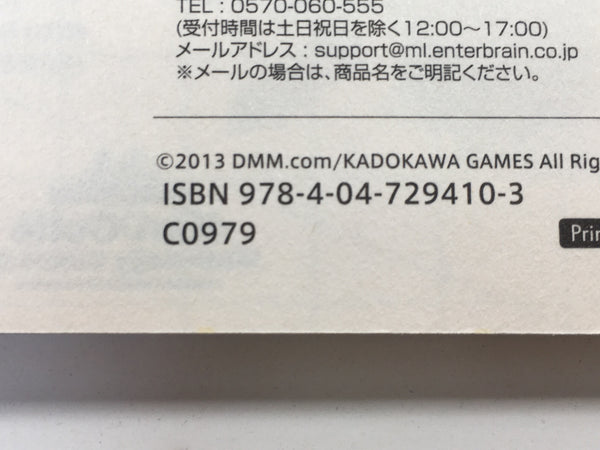 TEL：0570-060-555
(受付時間は土日祝日を除く12:00～17:00)
メールアドレス：support@ml.enterbrain.co.jp
※メールの場合は、商品名をご明記ください。
©2013 DMM.com/KADOKAWA GAMES All Rig
ISBN 978-4-04-729410-3
C0979
Prin